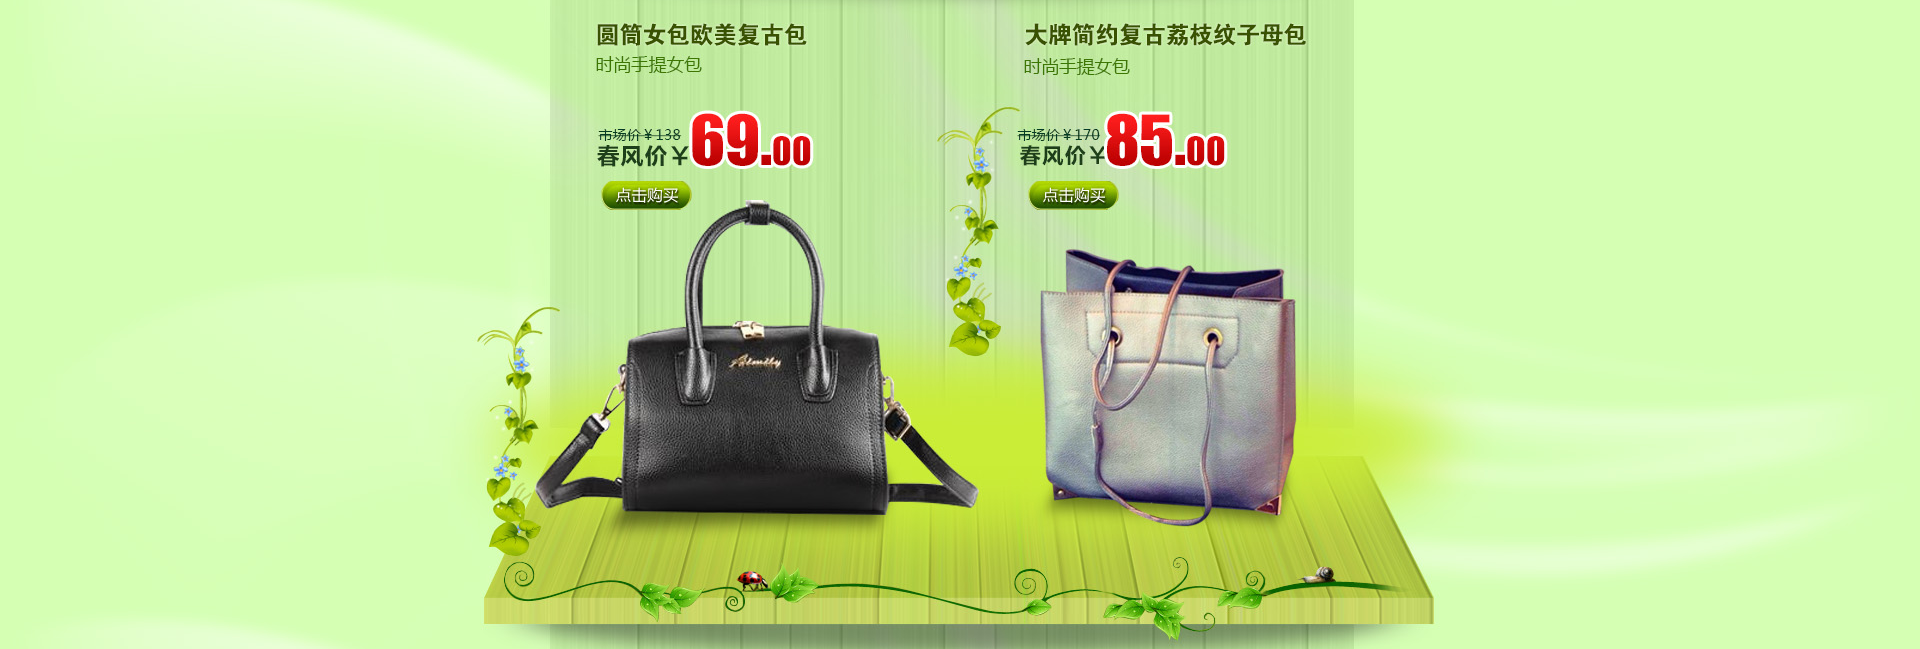 圆筒女包欧美复古包
时尚手提女包
市场价¥138
春风价¥69.00
点击购买
Aimily
大牌简约复古荔枝纹子母包
时尚手提女包
市场价¥170
春风价¥85.00
点击购买